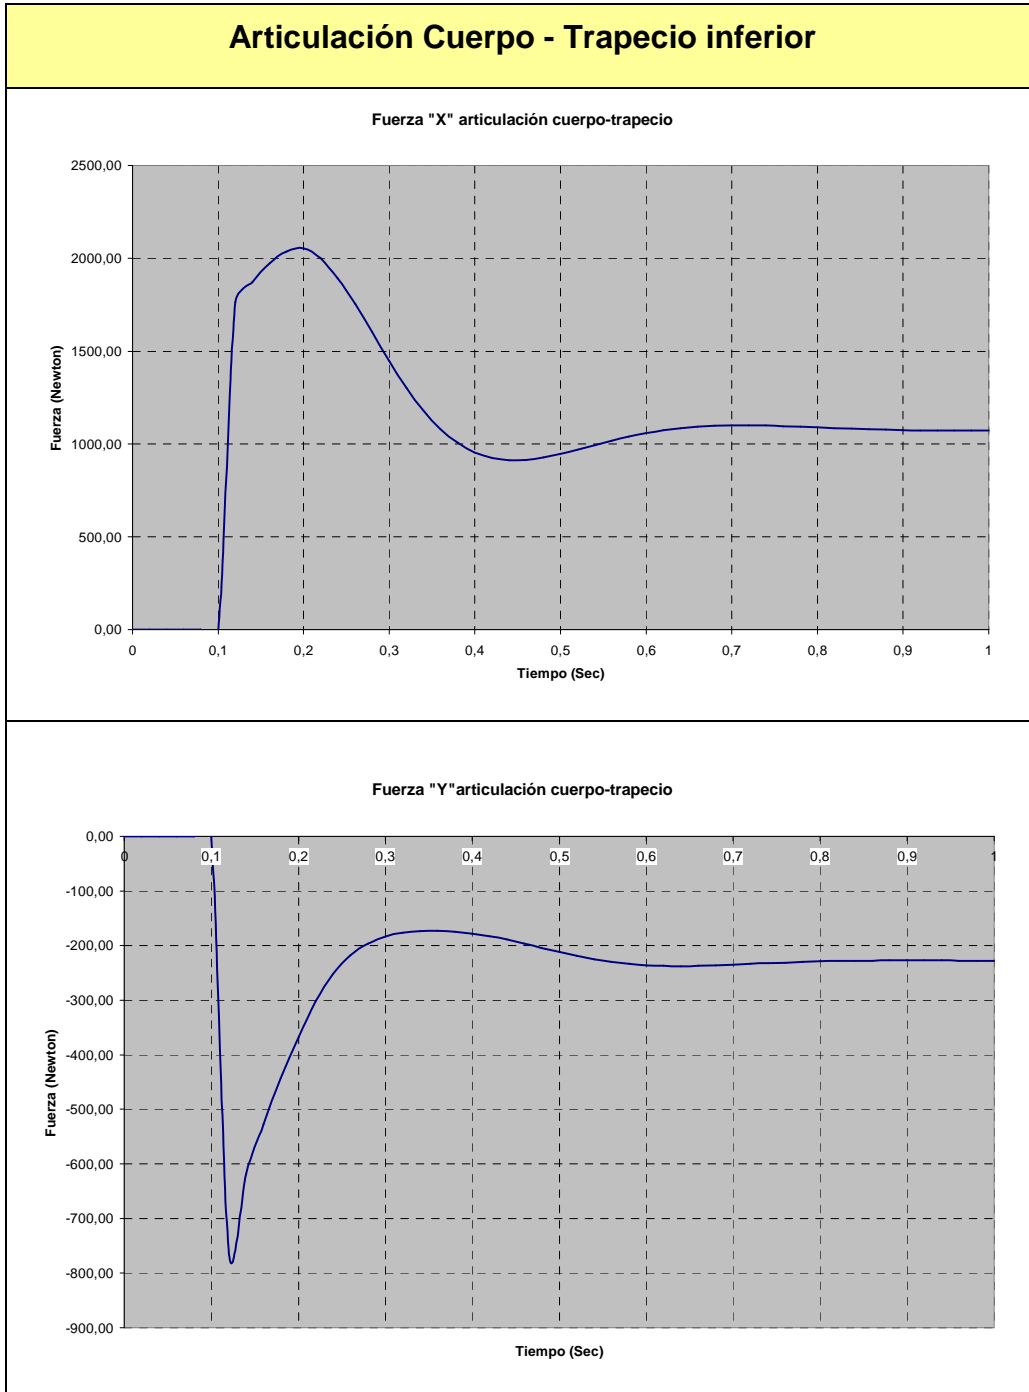 Articulación Cuerpo - Trapecio inferior
Fuerza "X" articulación cuerpo-trapecio
2500,00
2000,00
1500,00
1000,00
500,00
0,00
Fuerza (Newton)
0 0,1 0,2 0,3 0,4 0,5 0,6 0,7 0,8 0,9 1
Tiempo (Sec)
Fuerza "Y"articulación cuerpo-trapecio
0,00
0 0,1 0,2 0,3 0,4 0,5 0,6 0,7 0,8 0,9 1
-100,00
-200,00
-300,00
-400,00
-500,00
-600,00
-700,00
-800,00
-900,00
Fuerza (Newton)
Tiempo (Sec)